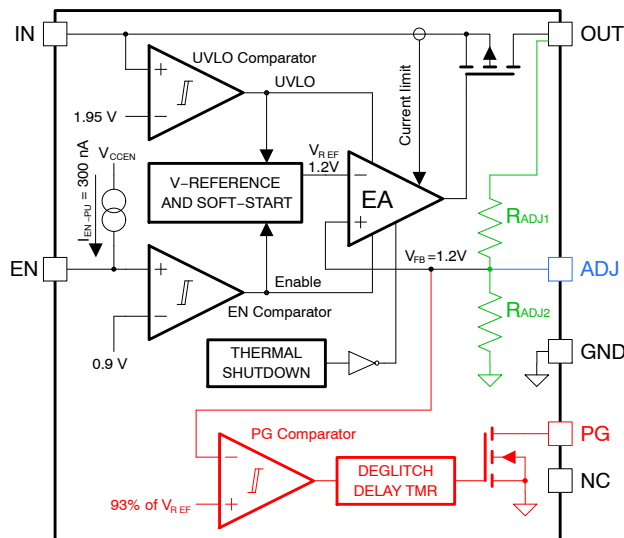 IN
OUT
UVLO Comparator
UVLO
+
−
1.95 V
Current limit
I_EN-PU = 300 nA
V_CCEN
V-REFERENCE
AND SOFT-START
V_REF
1.2V
−
EA
+
R_ADJ1
EN
+
−
Enable
EN Comparator
0.9 V
V_FB=1.2V
ADJ
R_ADJ2
THERMAL
SHUTDOWN
GND
PG Comparator
−
+
93% of V_REF
DEGLITCH
DELAY TMR
PG
NC